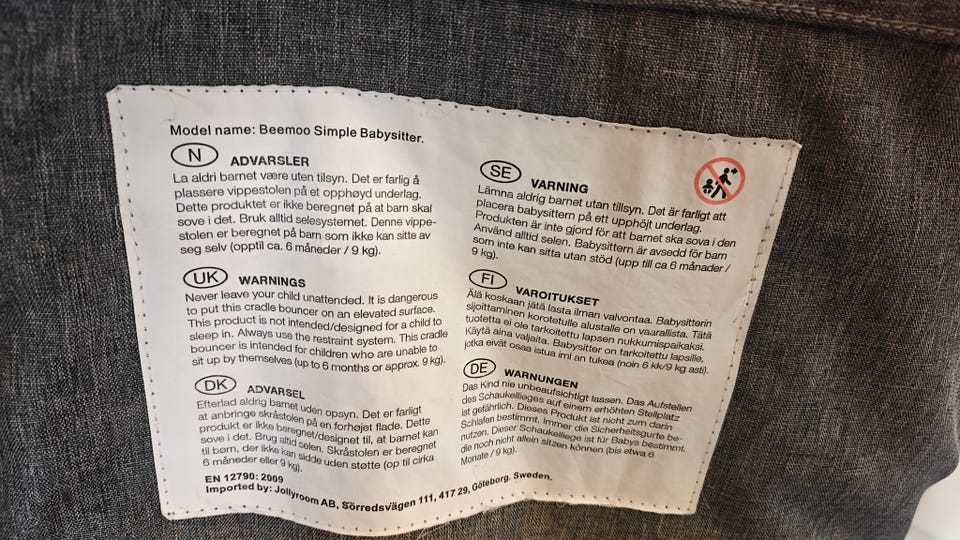 Model name: Beemoo Simple Babysitter.
N ADVARSLER
La aldri barnet være uten tilsyn. Det er farlig å
plassere vippestolen på et opphøyd underlag.
Dette produktet er ikke beregnet på at barn skal
sove i det. Bruk alltid selesystemet. Denne vippe-
stolen er beregnet på barn som ikke kan sitte av
seg selv (opptil ca. 6 måneder / 9 kg).
UK WARNINGS
Never leave your child unattended. It is dangerous
to put this cradle bouncer on an elevated surface.
This product is not intended/designed for a child to
sleep in. Always use the restraint system. This cradle
bouncer is intended for children who are unable to
sit up by themselves (up to 6 months or approx. 9 kg).
DK ADVARSEL
Efterlad aldrig barnet uden opsyn. Det er farligt
at anbringe skråstolen på en forhøjet flade. Dette
produkt er ikke beregnet/designet til, at barnet kan
sove i det. Brug altid selen. Skråstolen er beregnet
til børn, der ikke kan sidde uden støtte (op til cirka
6 måneder eller 9 kg).
SE VARNING
Lämna aldrig barnet utan tillsyn. Det är farligt att
placera babysittern på ett upphöjt underlag.
Produkten är inte gjord för att barnet ska sova i den
Använd alltid selen. Babysittern är avsedd för barn
som inte kan sitta utan stöd (upp till ca 6 månader /
9 kg).
FI VAROITUKSET
Älä koskaan jätä lasta ilman valvontaa. Babysitterin
sijoittaminen korotetulle alustalle on vaarallista. Tätä
tuotetta ei ole tarkoitettu lapsen nukkumispaikaksi.
Käytä aina valjaita. Babysitter on tarkoitettu lapsille,
jotka eivät osaa istua iml an tukea (noin 6 kk/9 kg asti).
DE WARNUNGEN
Das Kind nie unbeaufsichtigt lassen. Das Aufstellen
des Schaukellieges auf einem erhöhten Stellplatz
ist gefährlich. Dieses Produkt ist nicht zum darin
Schlafen bestimmt. Immer die Sicherheitsgurte be-
nutzen. Dieser Schaukelliege ist für Babys bestimmt,
die noch nicht allein sitzen können (bis etwa 6
Monate / 9 kg).
EN 12790: 2009
Imported by: Jollyroom AB, Sörredsvägen 111, 417 29, Göteborg, Sweden.